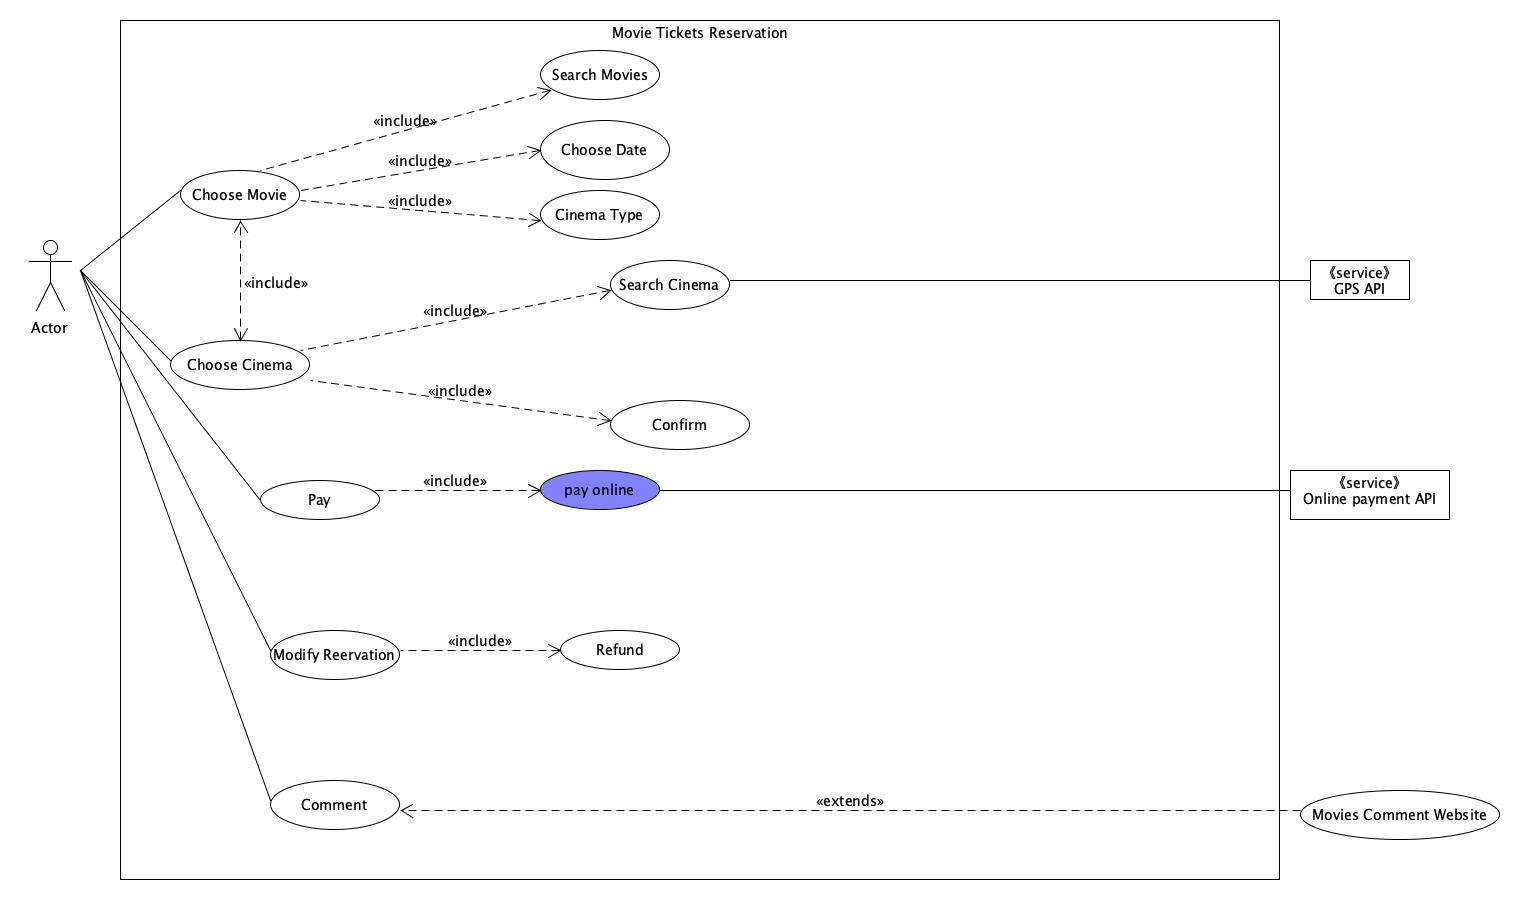 Movie Tickets Reservation
Search Movies
«include»
Choose Date
«include»
Choose Movie
«include»
Cinema Type
Actor
«include»
Search Cinema
《service》
GPS API
«include»
Choose Cinema
«include»
Confirm
Pay
«include»
pay online
《service》
Online payment API
Modify Reervation
«include»
Refund
Comment
«extends»
Movies Comment Website